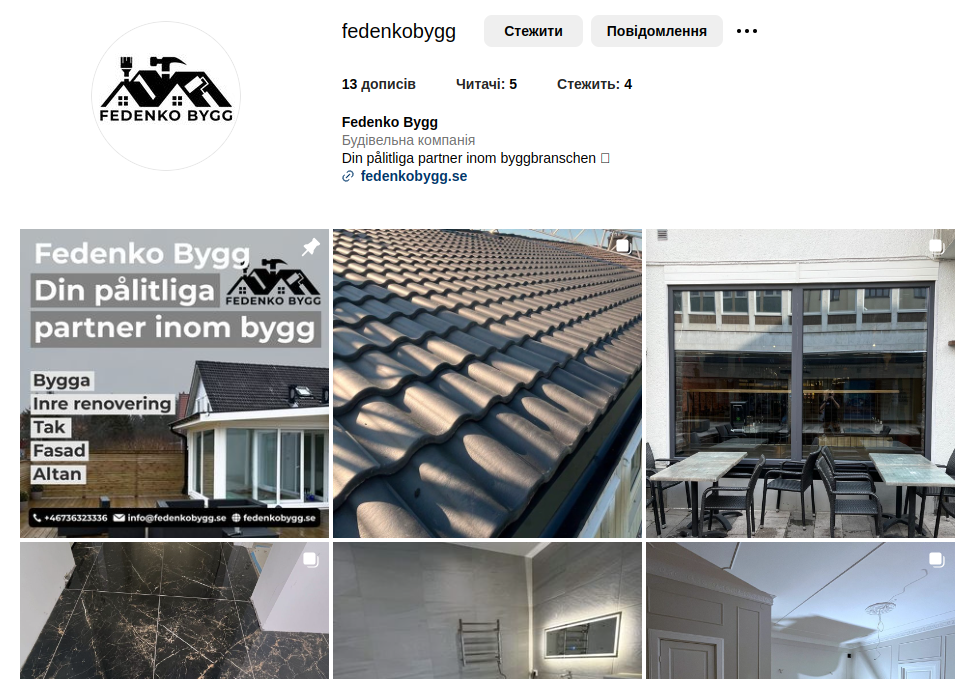 fedenkobygg
Стежити
Повідомлення
FEDENKO BYGG
13 дописів
Читачі: 5
Стежить: 4
Fedenko Bygg
Будівельна компанія
Din pålitliga partner inom byggbranschen
fedenkobygg.se
Fedenko Bygg
Din pålitliga
FEDENKO BYGG
partner inom bygg
Bygga
Inre renovering
Tak
Fasad
Altan
+46736323336 info@fedenkobygg.se fedenkobygg.se